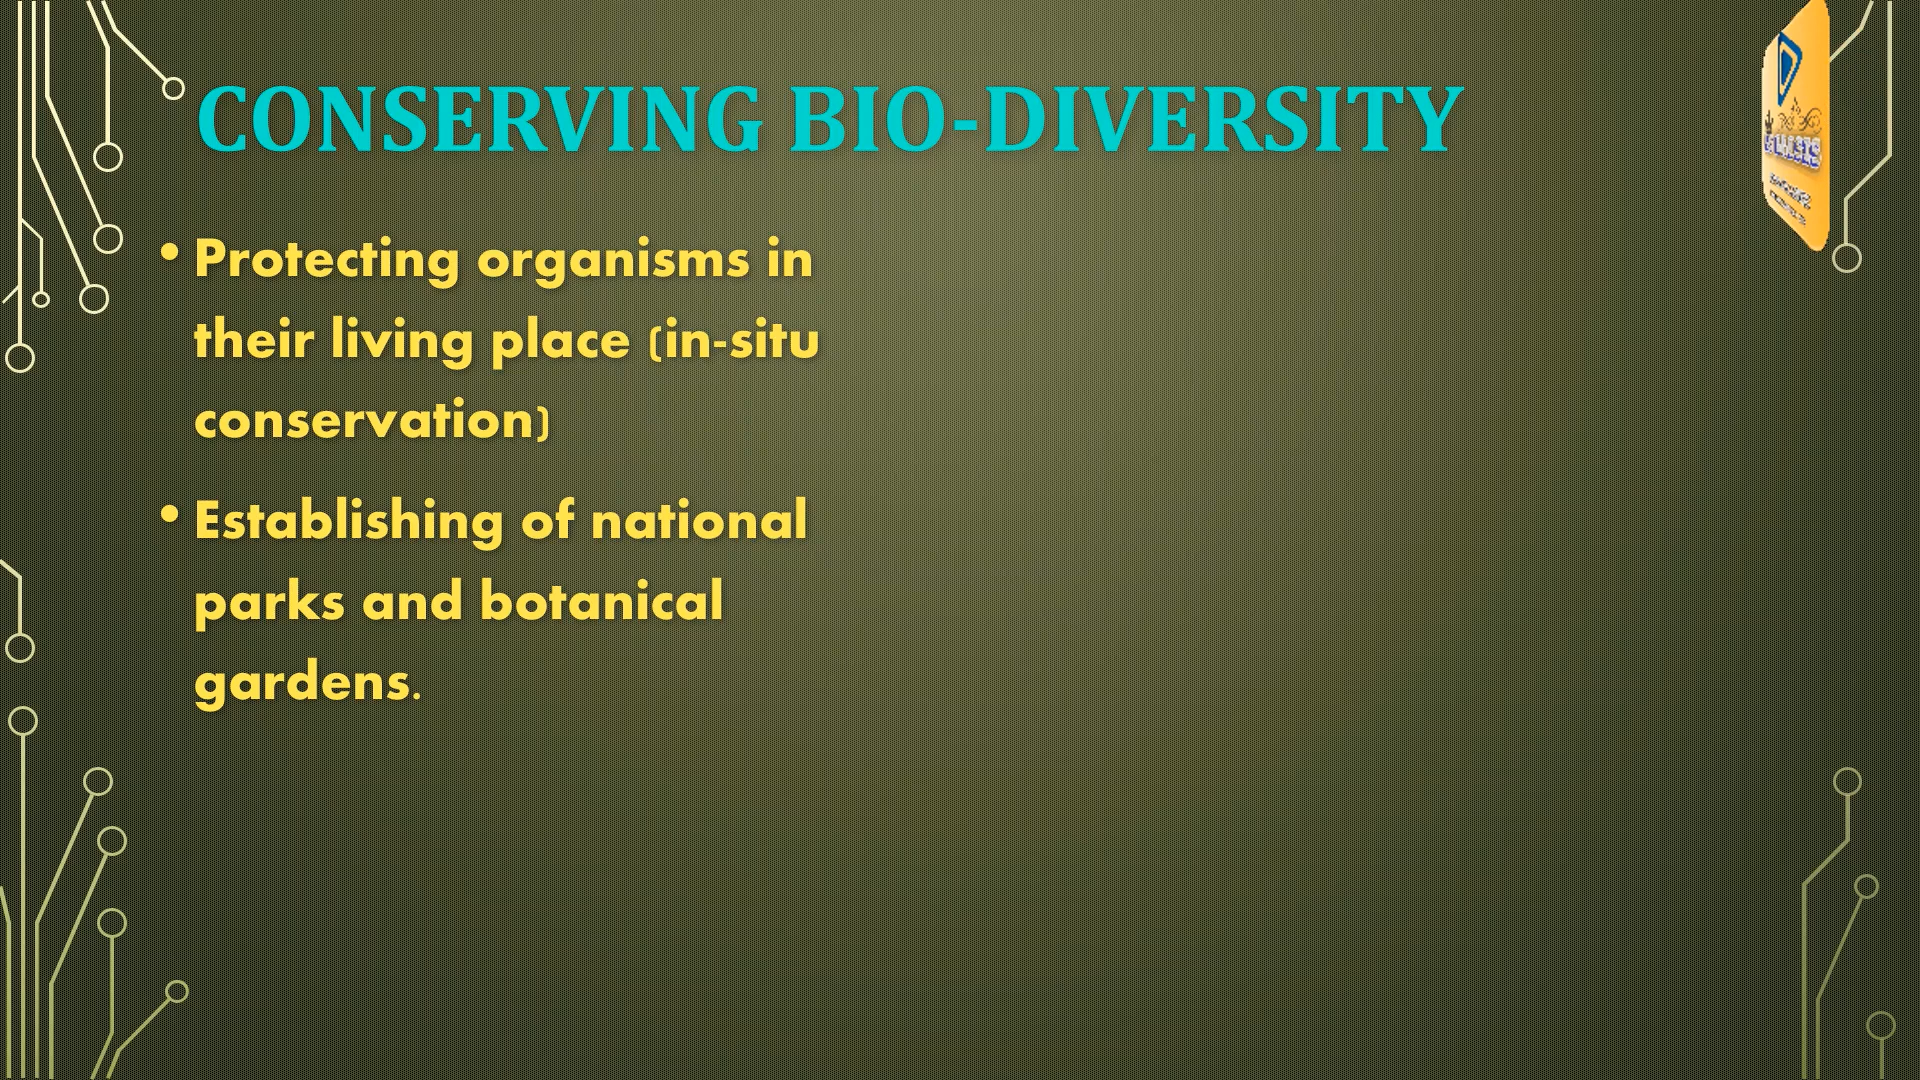 CONSERVING BIO-DIVERSITY
• Protecting organisms in
their living place (in-situ
conservation)
• Establishing of national
parks and botanical
gardens.